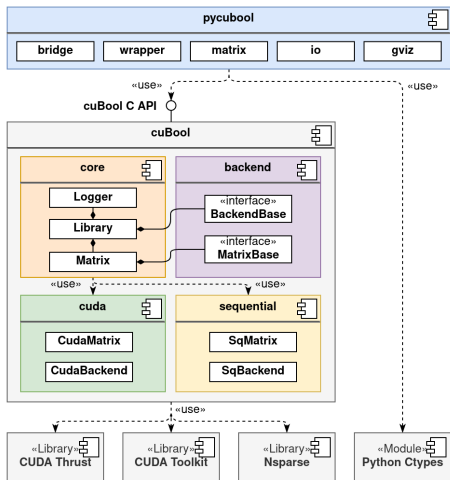 pycubool
bridge
wrapper
matrix
io
gviz
«use»
«use»
cuBool C API
cuBool
core
backend
Logger
Library
Matrix
«interface»
BackendBase
«interface»
MatrixBase
«use»
«use»
cuda
sequential
CudaMatrix
CudaBackend
SqMatrix
SqBackend
«use»
«Library»
CUDA Thrust
«Library»
CUDA Toolkit
«Library»
Nsparse
«Module»
Python Ctypes